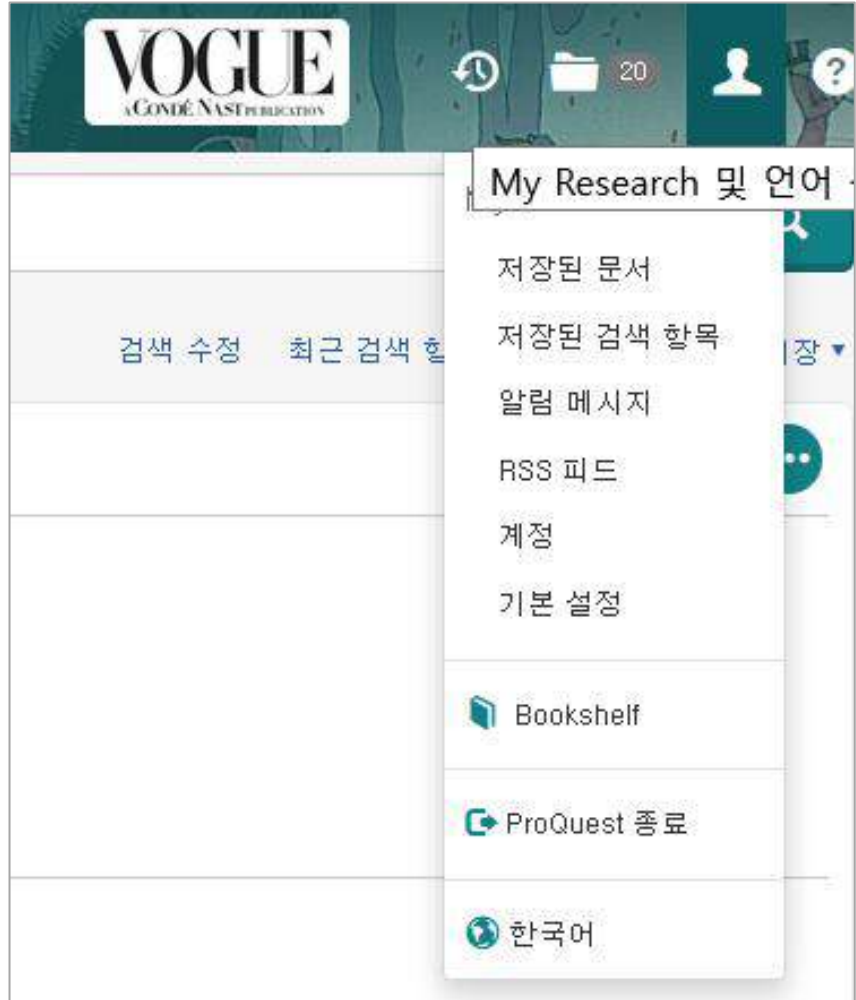 VOGUE
A CONDÉ NAST PUBLICATION
20
?
My Research 및 언어
저장된 문서
검색 수정 최근 검색
저장된 검색 항목
장 ▾
알림 메시지
RSS 피드
계정
기본 설정
Bookshelf
ProQuest 종료
한국어